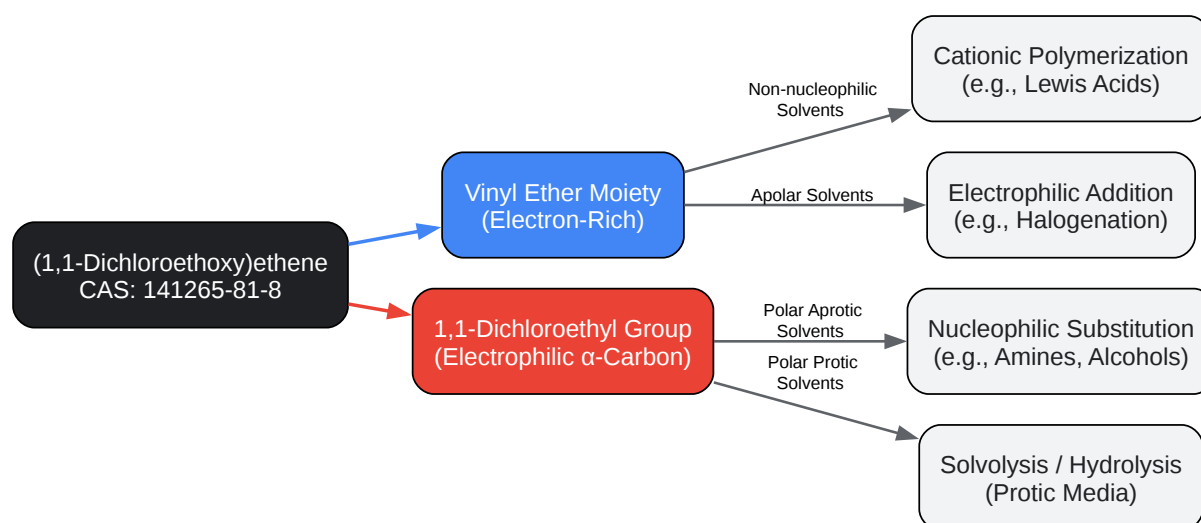 (1,1-Dichloroethoxy)ethene
CAS: 141265-81-8
Vinyl Ether Moiety
(Electron-Rich)
1,1-Dichloroethyl Group
(Electrophilic α-Carbon)
Non-nucleophilic
Solvents
Apolar Solvents
Polar Aprotic
Solvents
Polar Protic
Solvents
Cationic Polymerization
(e.g., Lewis Acids)
Electrophilic Addition
(e.g., Halogenation)
Nucleophilic Substitution
(e.g., Amines, Alcohols)
Solvolysis / Hydrolysis
(Protic Media)